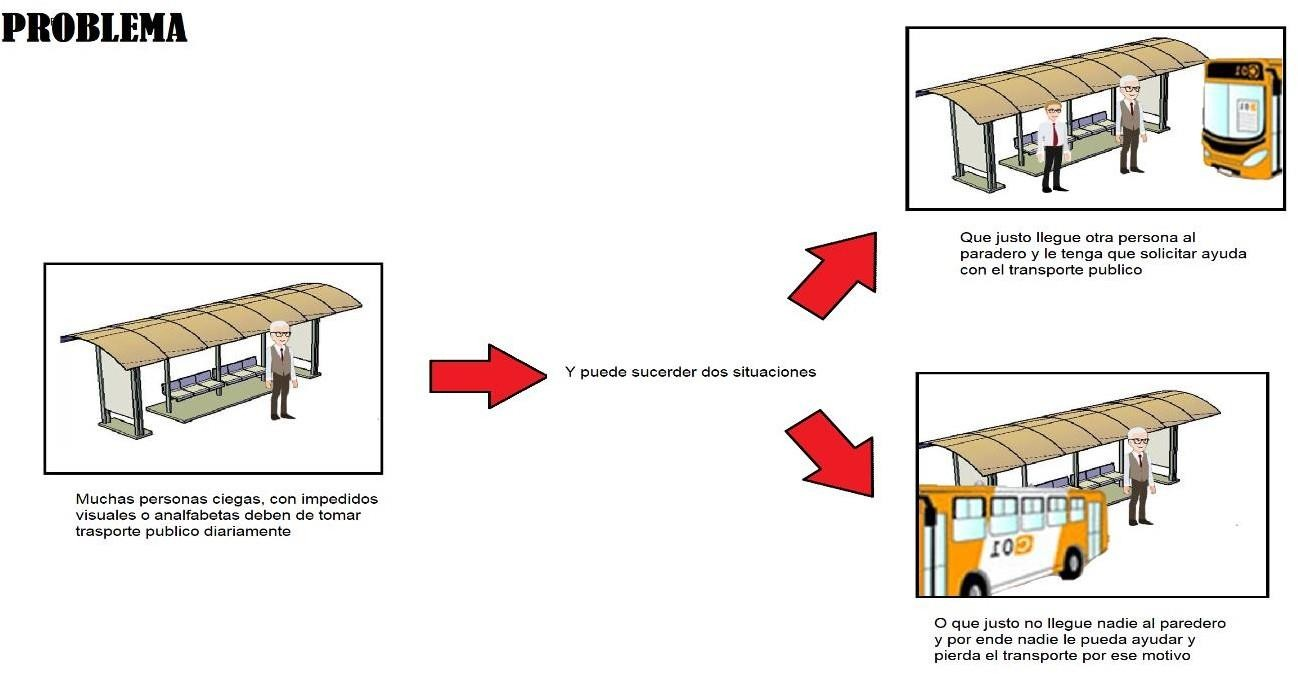 PROBLEMA
Muchas personas ciegas, con impedidos
visuales o analfabetas deben de tomar
trasporte publico diariamente
Y puede sucerder dos situaciones
Que justo llegue otra persona al
paradero y le tenga que solicitar ayuda
con el transporte publico
O que justo no llegue nadie al paredero
y por ende nadie le pueda ayudar y
pierda el transporte por ese motivo